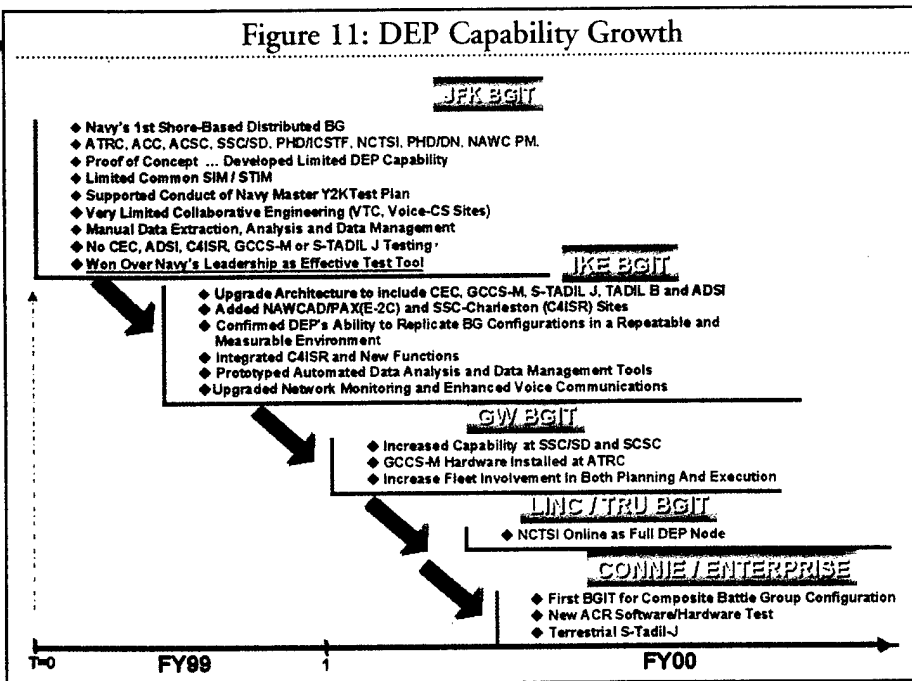 Figure 11: DEP Capability Growth
JFK BGIT
◆ Navy's 1st Shore-Based Distributed BG
◆ ATRC, ACC, ACSC, SSC/SD, PHD/ICSTF, NCTSI, PHD/DN, NAWC PM.
◆ Proof of Concept ... Developed Limited DEP Capability
◆ Limited Common SIM / STIM
◆ Supported Conduct of Navy Master Y2KTest Plan
◆ Very Limited Collaborative Engineering (VTC, Voice-CS Sites)
◆ Manual Data Extraction, Analysis and Data Management
◆ No CEC, ADSI, C4ISR, GCCS-M or S-TADIL J Testing
◆ Won Over Navy's Leadership as Effective Test Tool
IKE BGIT
◆ Upgrade Architecture to include CEC, GCCS-M, S-TADIL J, TADIL B and ADSI
◆ Added NAWCAD/PAX(E-2C) and SSC-Charleston (C4ISR) Sites
◆ Confirmed DEP's Ability to Replicate BG Configurations in a Repeatable and
Measurable Environment
◆ Integrated C4ISR and New Functions
◆ Prototyped Automated Data Analysis and Data Management Tools
◆ Upgraded Network Monitoring and Enhanced Voice Communications
GW BGIT
◆ Increased Capability at SSC/SD and SCSC
◆ GCCS-M Hardware Installed at ATRC
◆ Increase Fleet Involvement in Both Planning And Execution
LINC / TRU BGIT
◆ NCTSI Online as Full DEP Node
CONNIE / ENTERPRISE
◆ First BGIT for Composite Battle Group Configuration
◆ New ACR Software/Hardware Test
◆ Terrestrial S-Tadil-J
T=0 FY99 1 FY00